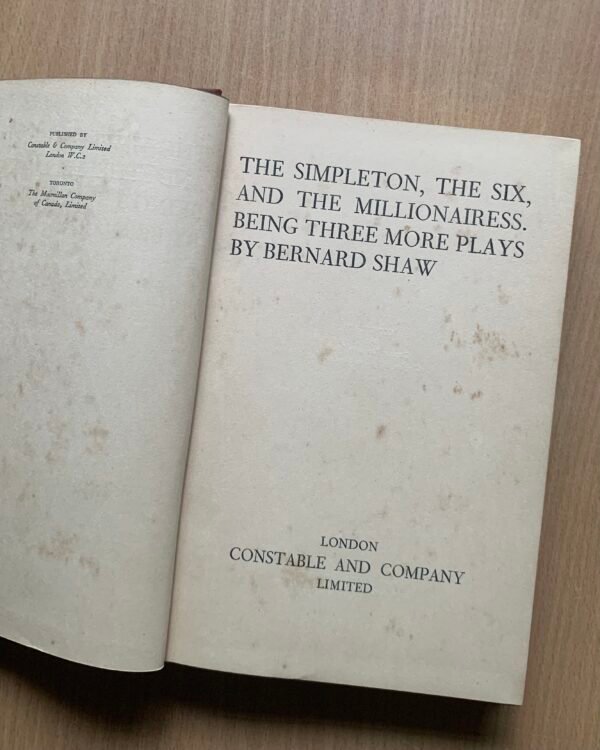 PUBLISHED BY
Constable & Company Limited
London W.C.2
TORONTO
The Macmillan Company
of Canada, Limited
THE SIMPLETON, THE SIX,
AND THE MILLIONAIRESS.
BEING THREE MORE PLAYS
BY BERNARD SHAW
LONDON
CONSTABLE AND COMPANY
LIMITED